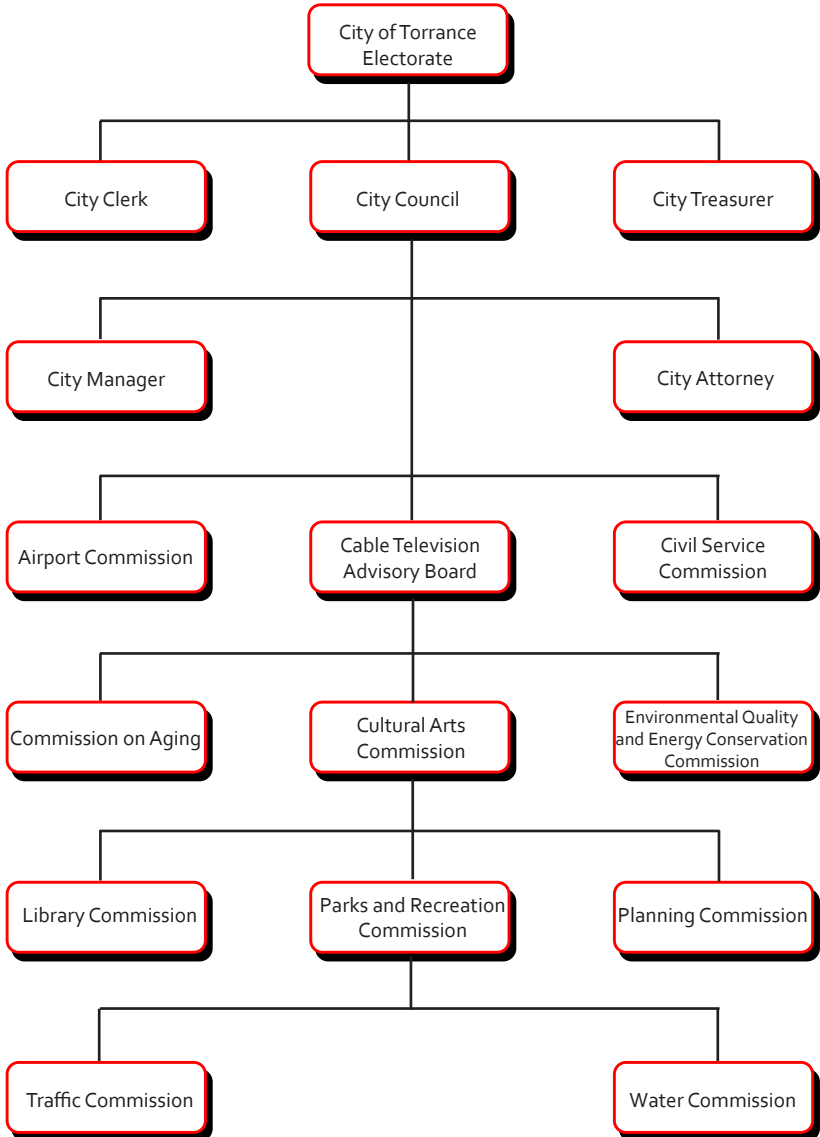 City of Torrance
Electorate
City Clerk
City Council
City Treasurer
City Manager
City Attorney
Airport Commission
Cable Television
Advisory Board
Civil Service
Commission
Commission on Aging
Cultural Arts
Commission
Environmental Quality
and Energy Conservation
Commission
Library Commission
Parks and Recreation
Commission
Planning Commission
Traffic Commission
Water Commission